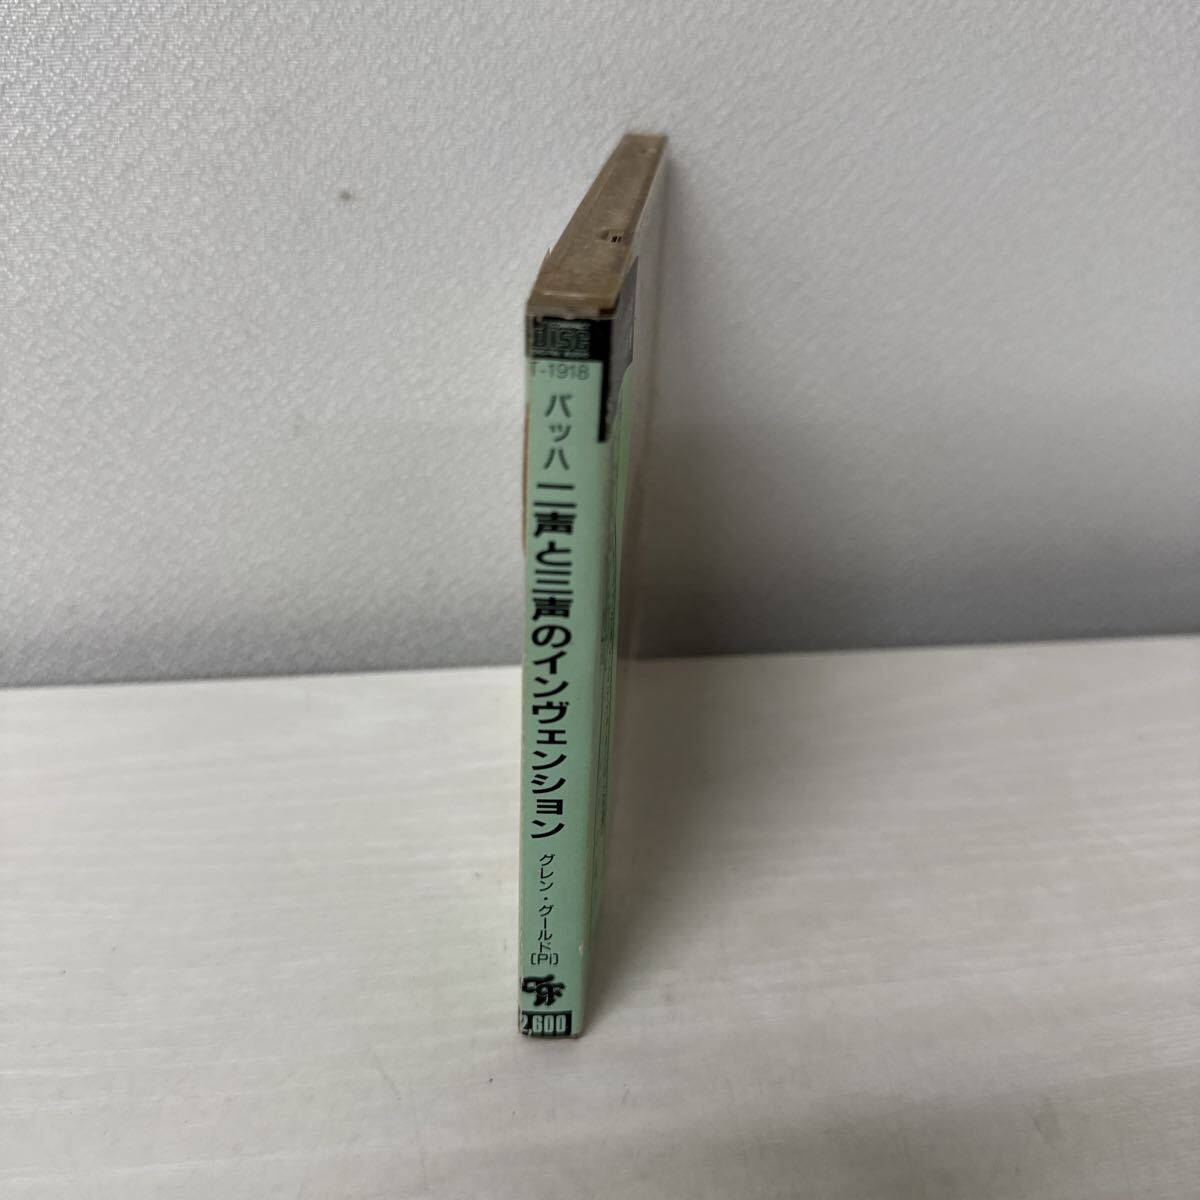 disc
T-1918
バッハ
二声と三声のインヴェンション
グレン・グールド
(Pi)
2,600